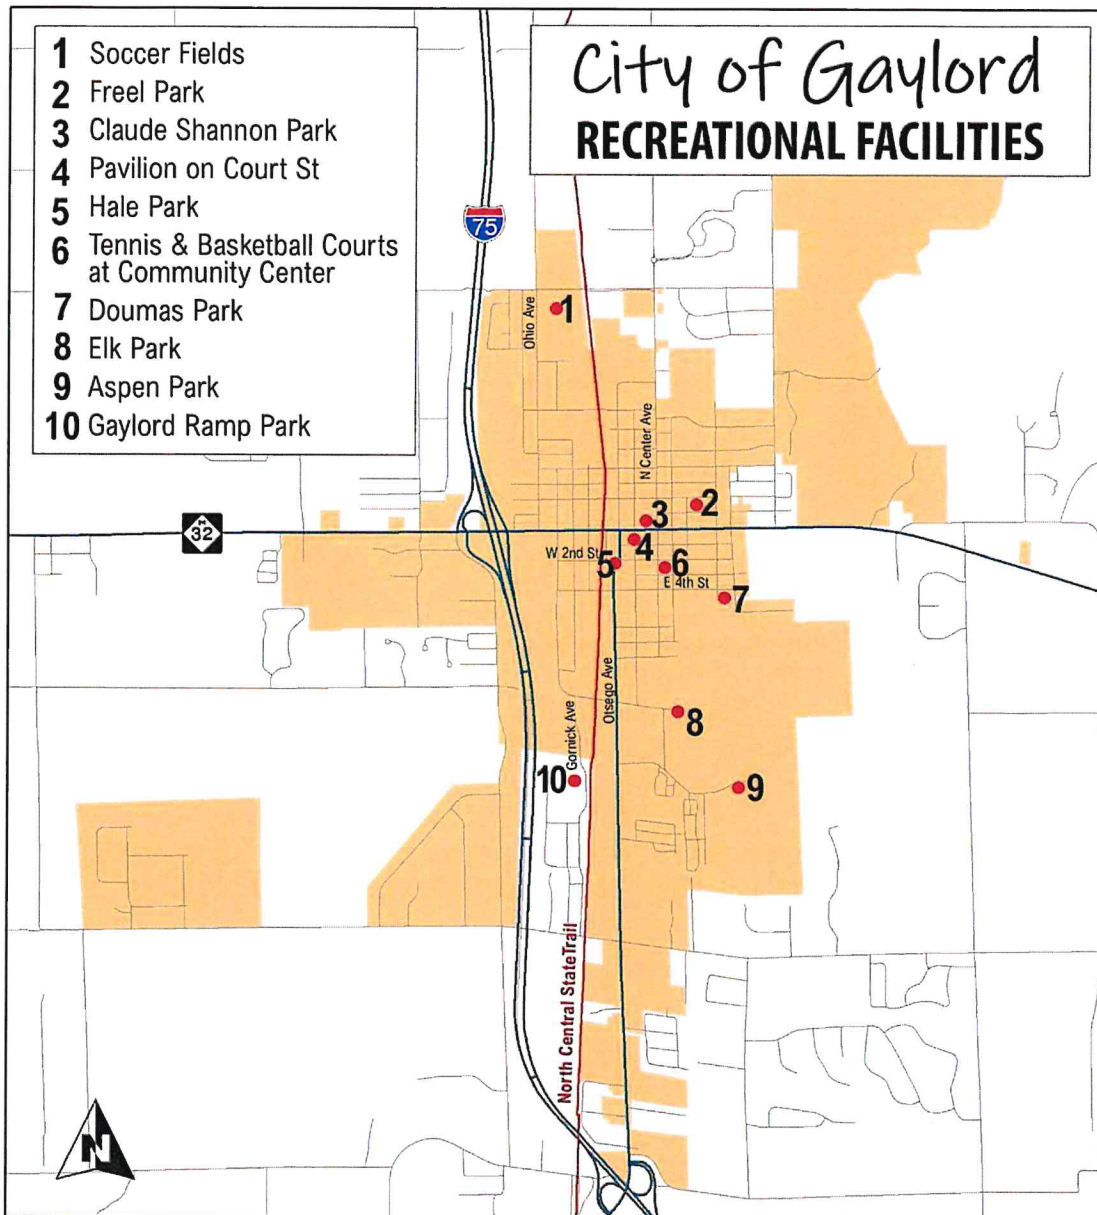 City of Gaylord
RECREATIONAL FACILITIES
1 Soccer Fields
2 Freel Park
3 Claude Shannon Park
4 Pavilion on Court St
5 Hale Park
6 Tennis & Basketball Courts
at Community Center
7 Doumas Park
8 Elk Park
9 Aspen Park
10 Gaylord Ramp Park
75
Ohio Ave
1
N Center Ave
2
3
M
32
4
W 2nd St
5
6
E 4th St
7
Otsego Ave
8
Gornick Ave
10
9
North Central State Trail
N